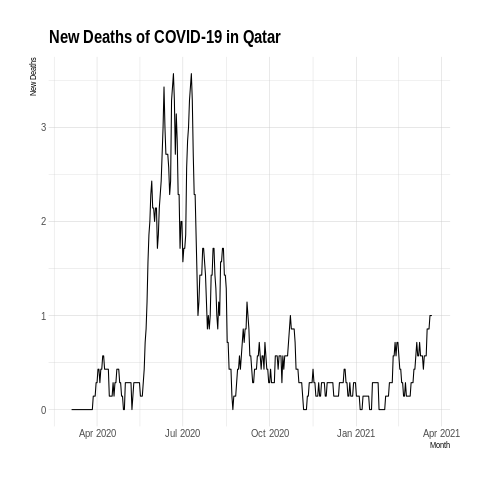 New Deaths of COVID-19 in Qatar
New Deaths
3
2
1
0
Apr 2020 Jul 2020 Oct 2020 Jan 2021 Apr 2021
Month